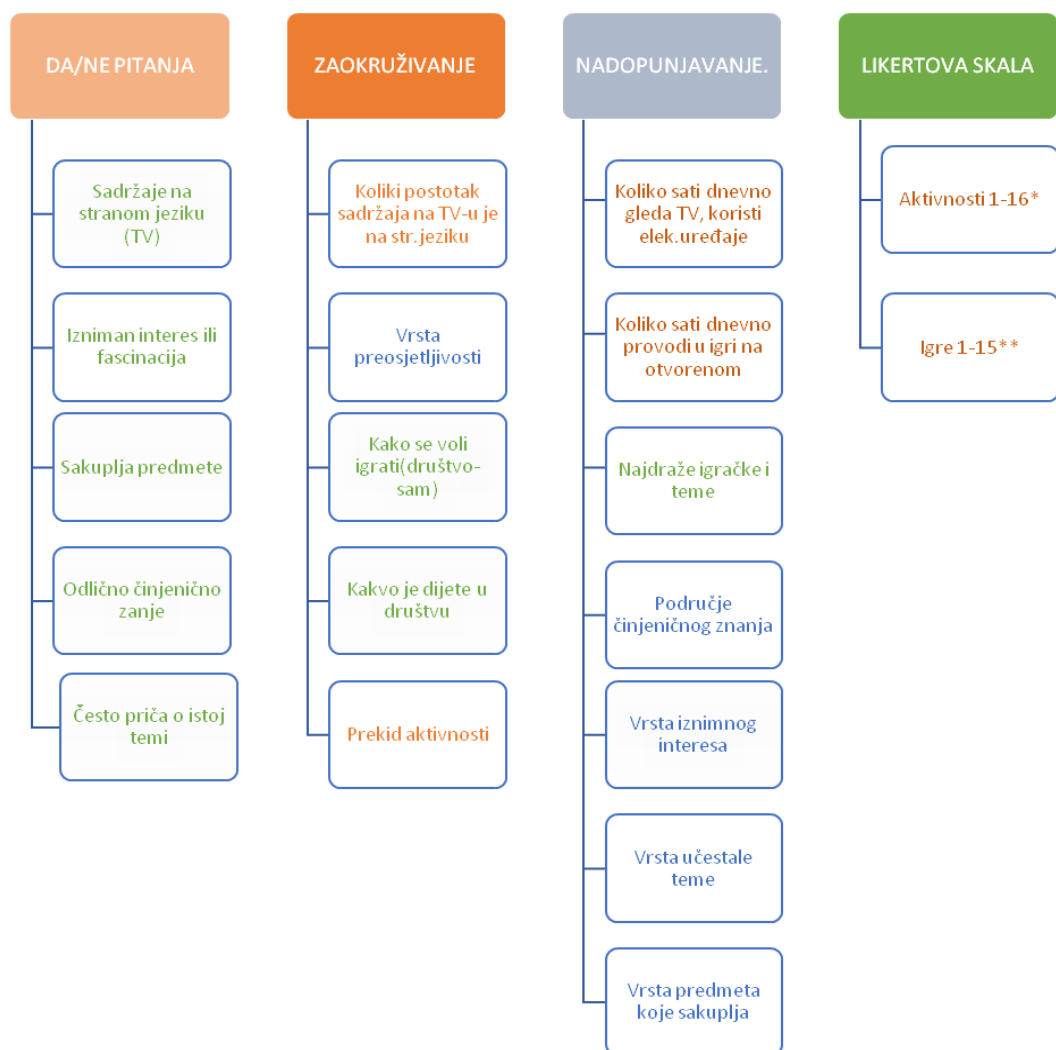 DA/NE PITANJA
Sadržaje na
stranom jeziku
(TV)
Izniman interes ili
fascinacija
Sakuplja predmete
Odlično činjenično
zanje
Često priča o istoj
temi
ZAOKRUŽIVANJE
Koliki postotak
sadržaja na TV-u je
na str.jeziku
Vrsta
preosjetljivosti
Kako se voli
igrati(društvo-
sam)
Kakvo je dijete u
društvu
Prekid aktivnosti
NADOPUNJAVANJE.
Koliko sati dnevno
gleda TV, koristi
elek.uređaje
Koliko sati dnevno
provodi u igri na
otvorenom
Najdraže igračke i
teme
Područje
činjeničnog znanja
Vrsta iznimnog
interesa
Vrsta učestale
teme
Vrsta predmeta
koje sakuplja
LIKERTOVA SKALA
Aktivnosti 1-16*
Igre 1-15**